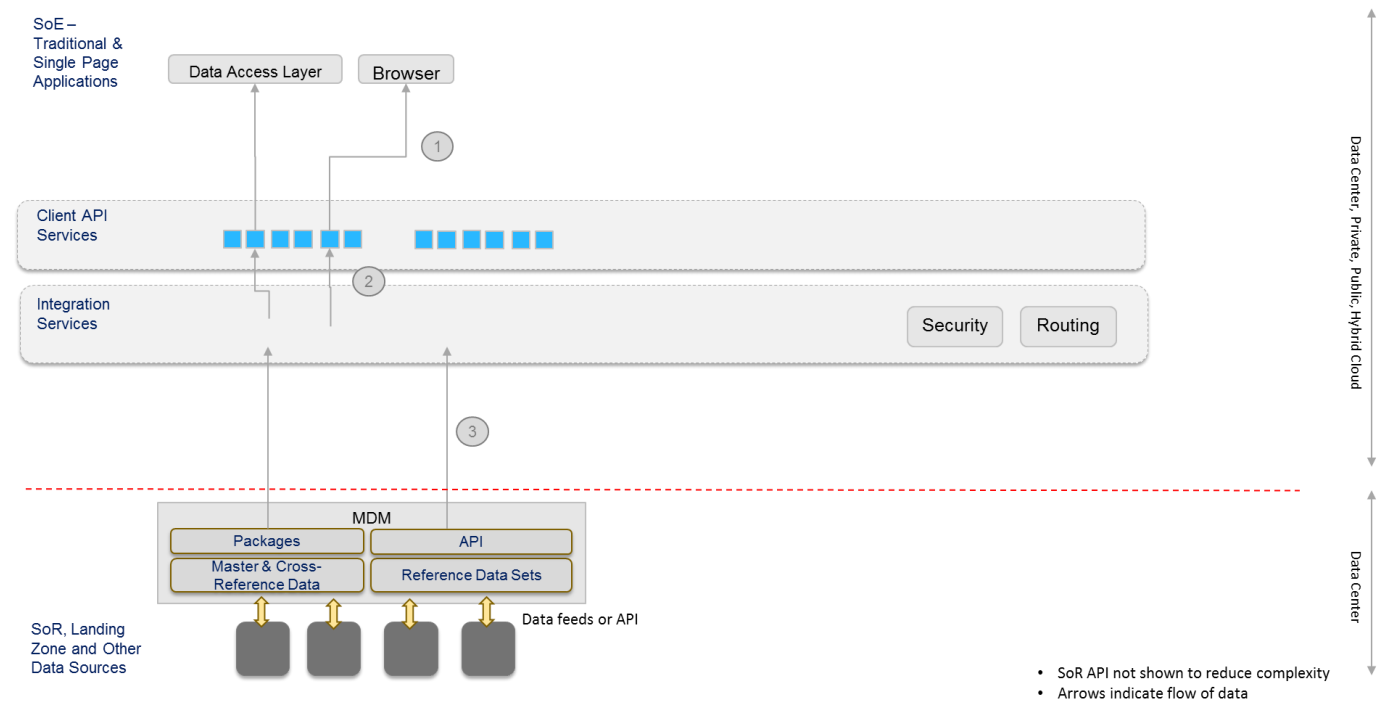 SoE –
Traditional &
Single Page
Applications
Data Access Layer
Browser
1
Client API
Services
2
Integration
Services
Security
Routing
Data Center, Private, Public, Hybrid Cloud
3
MDM
Packages
API
Master & Cross-
Reference Data
Reference Data Sets
Data feeds or API
Data Center
SoR, Landing
Zone and Other
Data Sources
• SoR API not shown to reduce complexity
• Arrows indicate flow of data